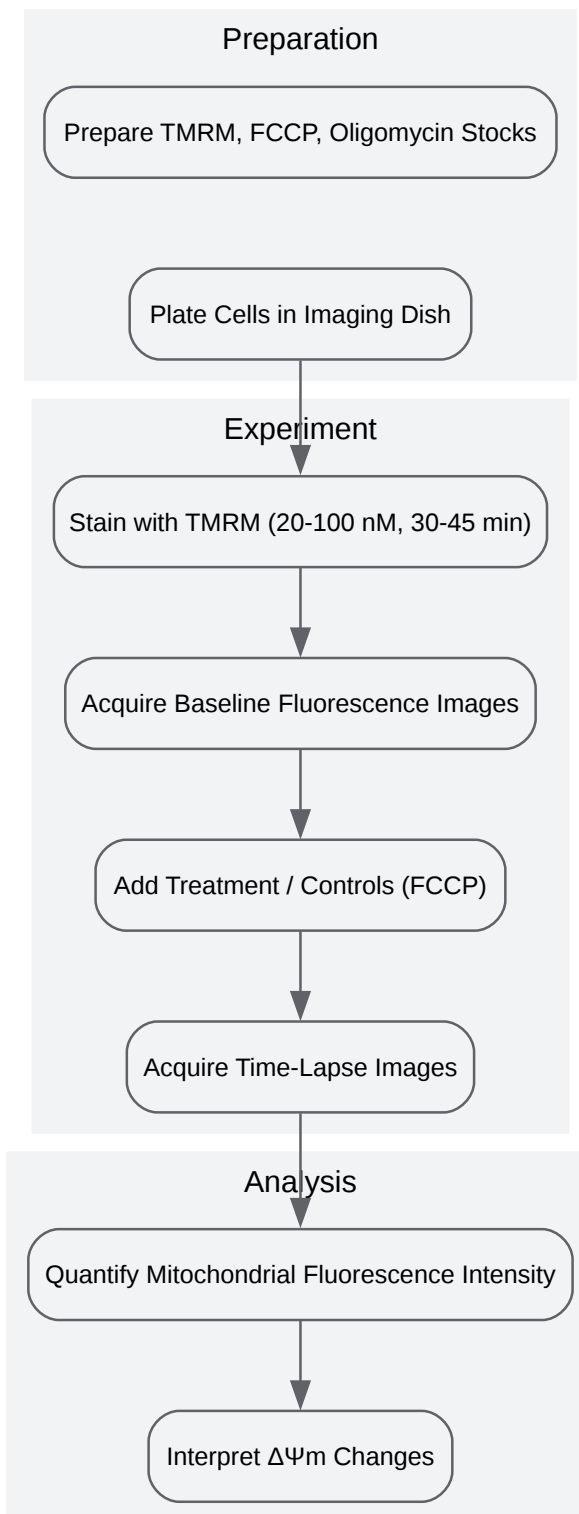 Preparation
Prepare TMRM, FCCP, Oligomycin Stocks
Plate Cells in Imaging Dish
Experiment
Stain with TMRM (20-100 nM, 30-45 min)
Acquire Baseline Fluorescence Images
Add Treatment / Controls (FCCP)
Acquire Time-Lapse Images
Analysis
Quantify Mitochondrial Fluorescence Intensity
Interpret ΔΨm Changes